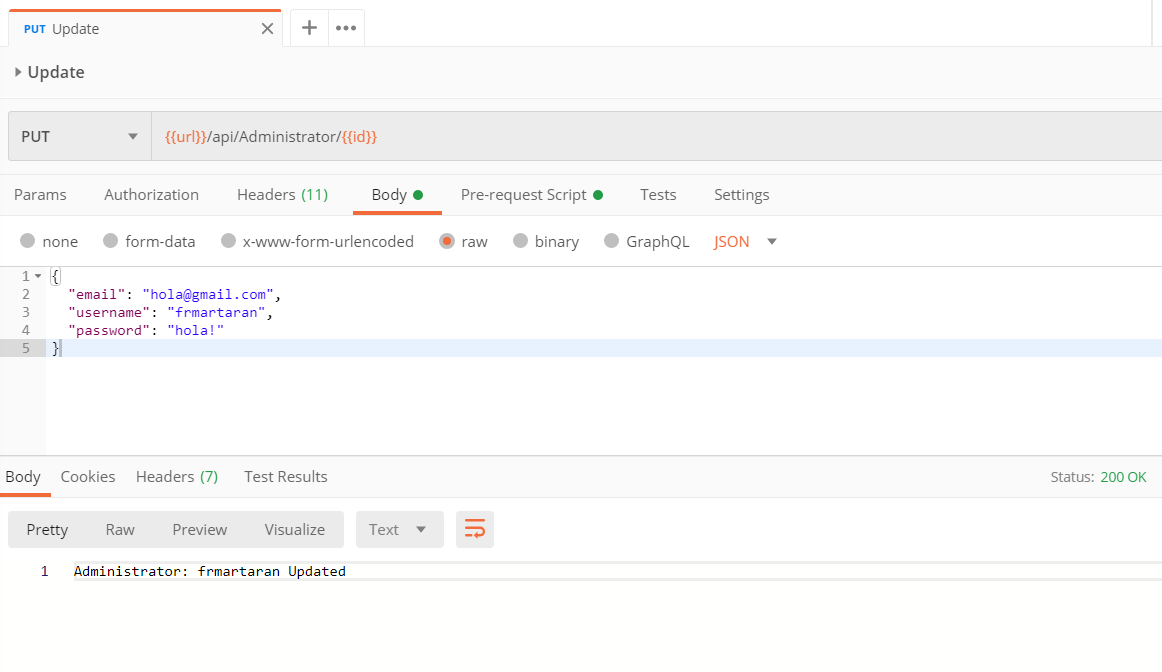 PUT Update
Update
PUT {{url}}/api/Administrator/{{id}}
Params Authorization Headers (11) Body Pre-request Script Tests Settings
none form-data x-www-form-urlencoded raw binary GraphQL JSON
1 {
2 "email": "hola@gmail.com",
3 "username": "frmartaran",
4 "password": "hola!"
5 }
Body Cookies Headers (7) Test Results Status: 200 OK
Pretty Raw Preview Visualize Text
1 Administrator: frmartaran Updated